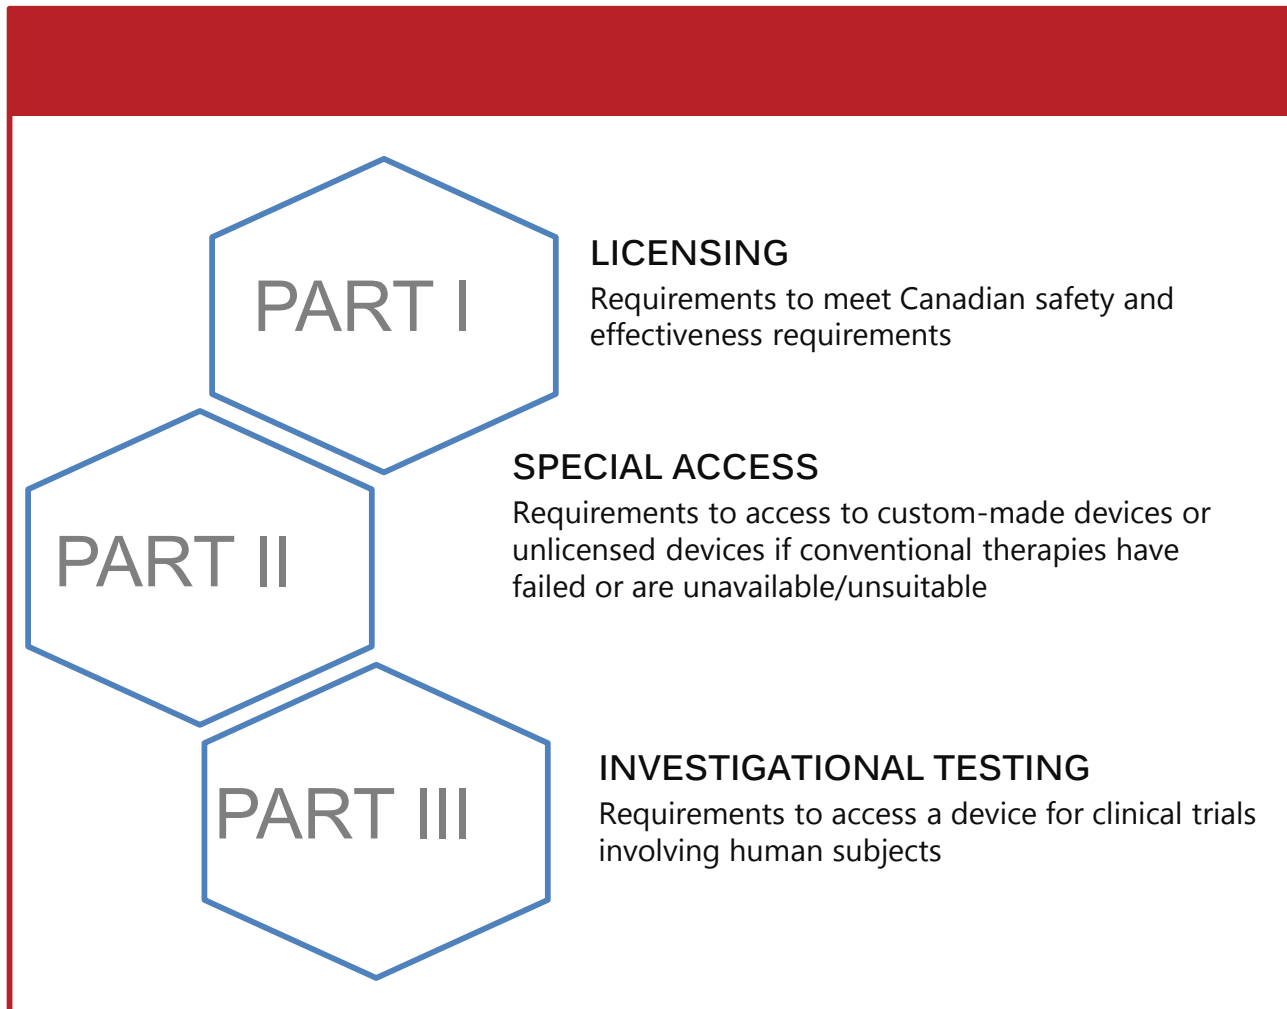 PART I
LICENSING
Requirements to meet Canadian safety and
effectiveness requirements
PART II
SPECIAL ACCESS
Requirements to access to custom-made devices or
unlicensed devices if conventional therapies have
failed or are unavailable/unsuitable
PART III
INVESTIGATIONAL TESTING
Requirements to access a device for clinical trials
involving human subjects